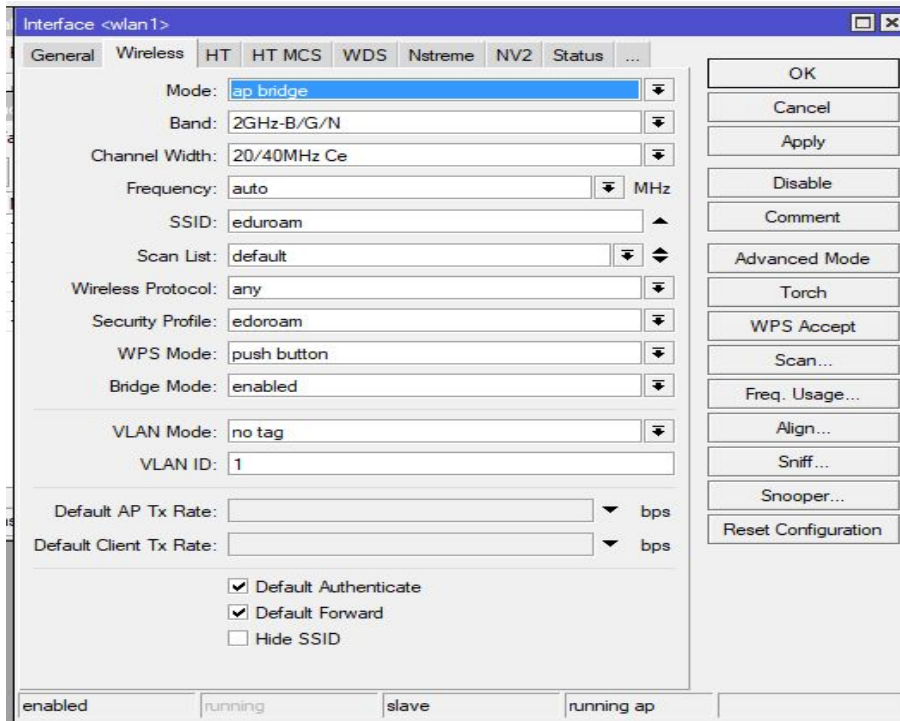 Interface <wlan1>
General Wireless HT HT MCS WDS Nstreme NV2 Status ...
OK
Mode: ap bridge
Cancel
Band: 2GHz-B/G/N
Apply
Channel Width: 20/40MHz Ce
Disable
Frequency: auto MHz
Comment
SSID: eduroam
Advanced Mode
Scan List: default
Torch
Wireless Protocol: any
WPS Accept
Security Profile: edoroam
Scan...
WPS Mode: push button
Freq. Usage...
Bridge Mode: enabled
Align...
VLAN Mode: no tag
Sniff...
VLAN ID: 1
Snooper...
Default AP Tx Rate: bps
Reset Configuration
Default Client Tx Rate: bps
Default Authenticate
Default Forward
Hide SSID
enabled running slave running ap